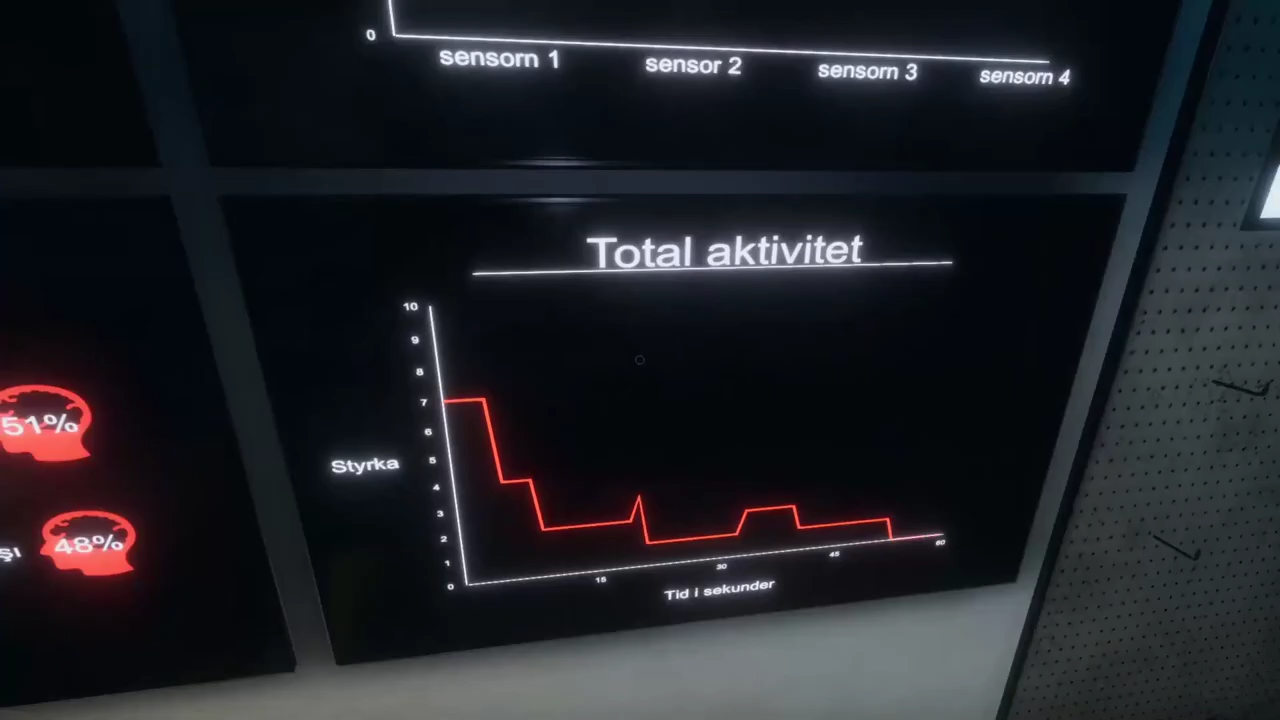 0
sensorn 1 sensor 2 sensorn 3 sensorn 4
Total aktivitet
10
9
8
7
6
5
4
3
2
1
0
Styrka
15 30 45 60
Tid i sekunder
51%
48%